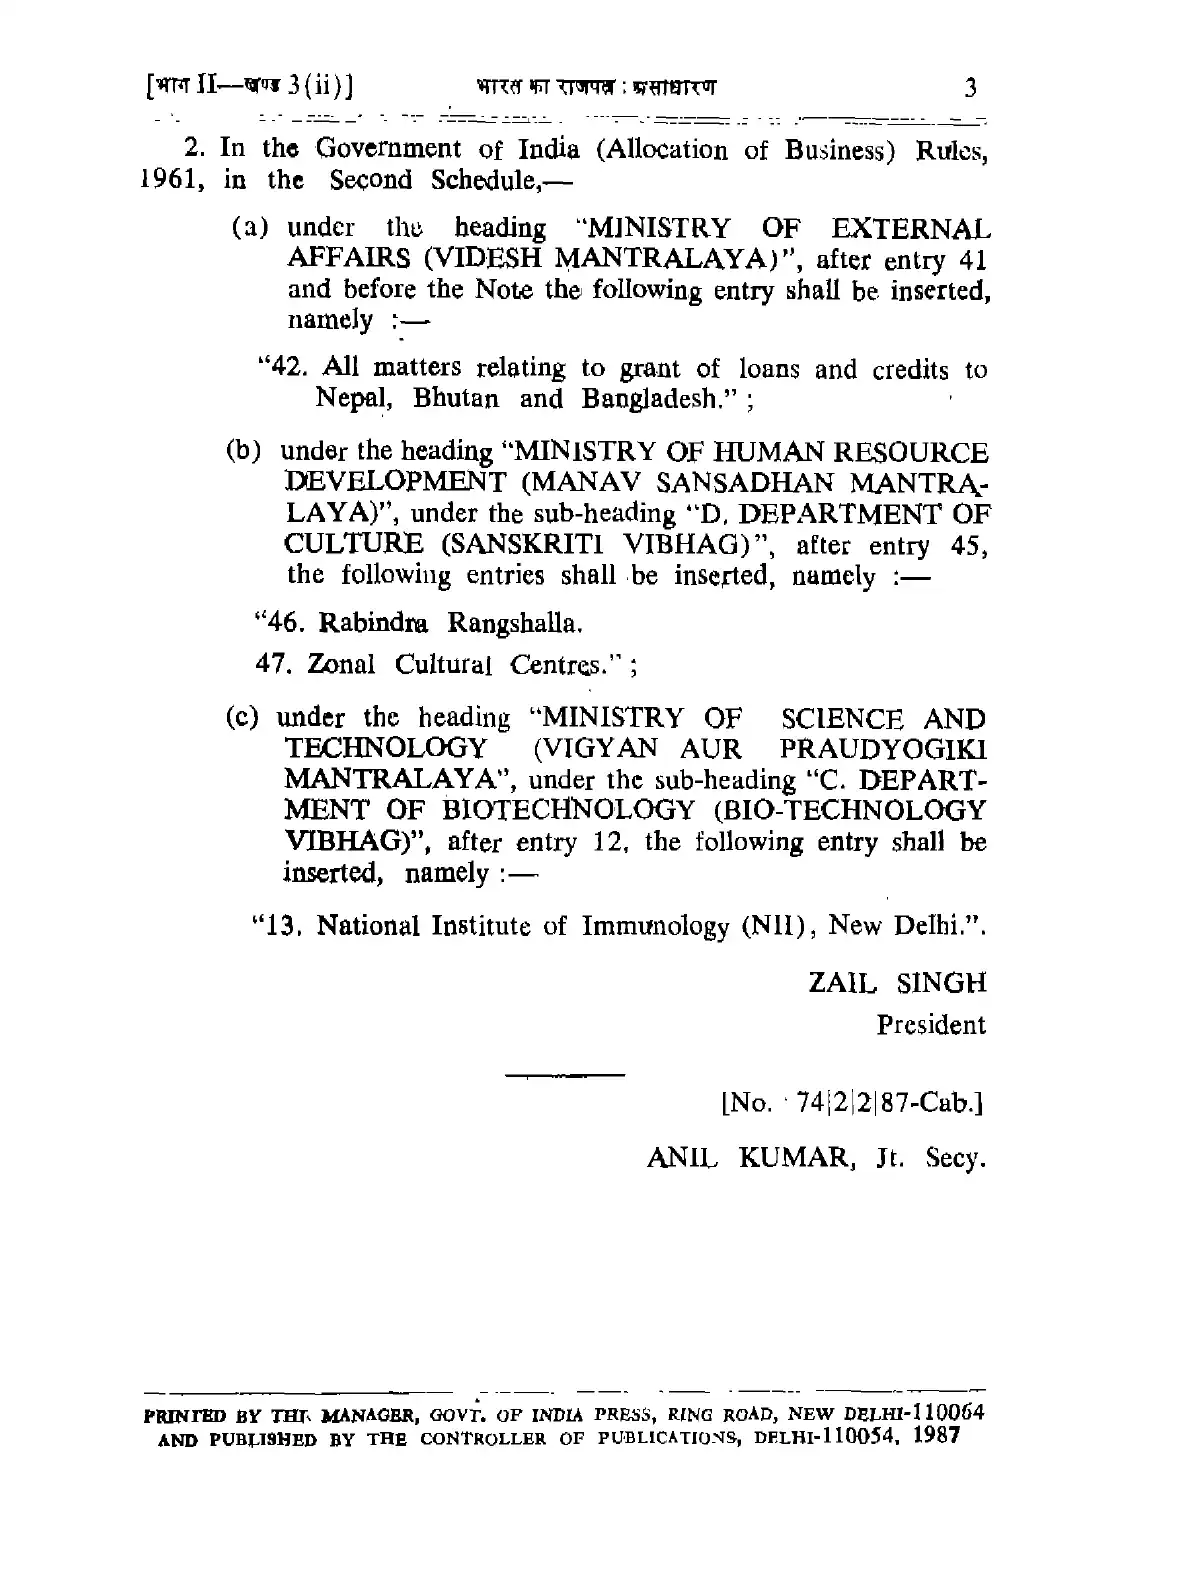 [भाग II—खण्ड 3(ii)] भारत का राजपत्र : असाधारण 3
2. In the Government of India (Allocation of Business) Rules,
1961, in the Second Schedule,—
(a) under the heading “MINISTRY OF EXTERNAL
AFFAIRS (VIDESH MANTRALAYA)”, after entry 41
and before the Note the following entry shall be inserted,
namely :—
“42. All matters relating to grant of loans and credits to
Nepal, Bhutan and Bangladesh.” ;
(b) under the heading “MINISTRY OF HUMAN RESOURCE
DEVELOPMENT (MANAV SANSADHAN MANTRA-
LAYA)”, under the sub-heading “D. DEPARTMENT OF
CULTURE (SANSKRITI VIBHAG)”, after entry 45,
the following entries shall be inserted, namely :—
“46. Rabindra Rangshalla.
47. Zonal Cultural Centres.” ;
(c) under the heading “MINISTRY OF SCIENCE AND
TECHNOLOGY (VIGYAN AUR PRAUDYOGIKI
MANTRALAYA”, under the sub-heading “C. DEPART-
MENT OF BIOTECHNOLOGY (BIO-TECHNOLOGY
VIBHAG)”, after entry 12, the following entry shall be
inserted, namely :—
“13. National Institute of Immunology (NII), New Delhi.”.
ZAIL SINGH
President
[No. 74|2|2|87-Cab.]
ANIL KUMAR, Jt. Secy.
PRINTED BY THE MANAGER, GOVT. OF INDIA PRESS, RING ROAD, NEW DELHI-110064
AND PUBLISHED BY THE CONTROLLER OF PUBLICATIONS, DELHI-110054, 1987